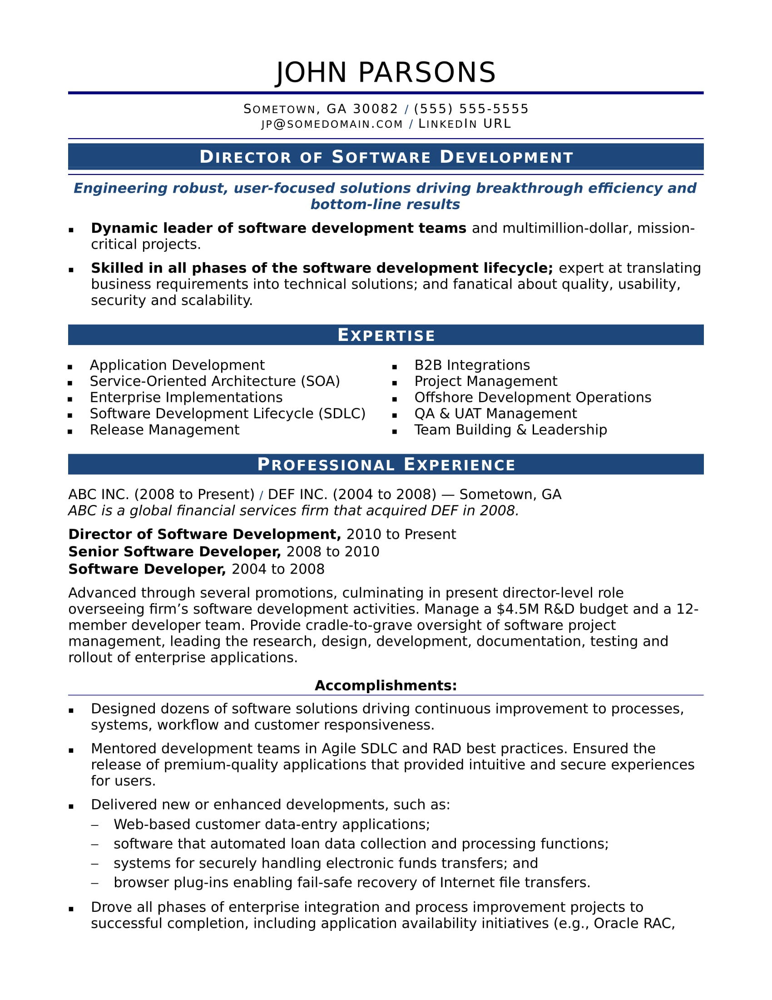 JOHN PARSONS
SOMETOWN, GA 30082 / (555) 555-5555
JP@SOMEDOMAIN.COM / LINKEDIN URL
DIRECTOR OF SOFTWARE DEVELOPMENT
Engineering robust, user-focused solutions driving breakthrough efficiency and
bottom-line results
▪ Dynamic leader of software development teams and multimillion-dollar, mission-
critical projects.
▪ Skilled in all phases of the software development lifecycle; expert at translating
business requirements into technical solutions; and fanatical about quality, usability,
security and scalability.
EXPERTISE
▪ Application Development
▪ Service-Oriented Architecture (SOA)
▪ Enterprise Implementations
▪ Software Development Lifecycle (SDLC)
▪ Release Management
▪ B2B Integrations
▪ Project Management
▪ Offshore Development Operations
▪ QA & UAT Management
▪ Team Building & Leadership
PROFESSIONAL EXPERIENCE
ABC INC. (2008 to Present) / DEF INC. (2004 to 2008) — Sometown, GA
ABC is a global financial services firm that acquired DEF in 2008.
Director of Software Development, 2010 to Present
Senior Software Developer, 2008 to 2010
Software Developer, 2004 to 2008
Advanced through several promotions, culminating in present director-level role
overseeing firm’s software development activities. Manage a $4.5M R&D budget and a 12-
member developer team. Provide cradle-to-grave oversight of software project
management, leading the research, design, development, documentation, testing and
rollout of enterprise applications.
Accomplishments:
▪ Designed dozens of software solutions driving continuous improvement to processes,
systems, workflow and customer responsiveness.
▪ Mentored development teams in Agile SDLC and RAD best practices. Ensured the
release of premium-quality applications that provided intuitive and secure experiences
for users.
▪ Delivered new or enhanced developments, such as:
– Web-based customer data-entry applications;
– software that automated loan data collection and processing functions;
– systems for securely handling electronic funds transfers; and
– browser plug-ins enabling fail-safe recovery of Internet file transfers.
▪ Drove all phases of enterprise integration and process improvement projects to
successful completion, including application availability initiatives (e.g., Oracle RAC,